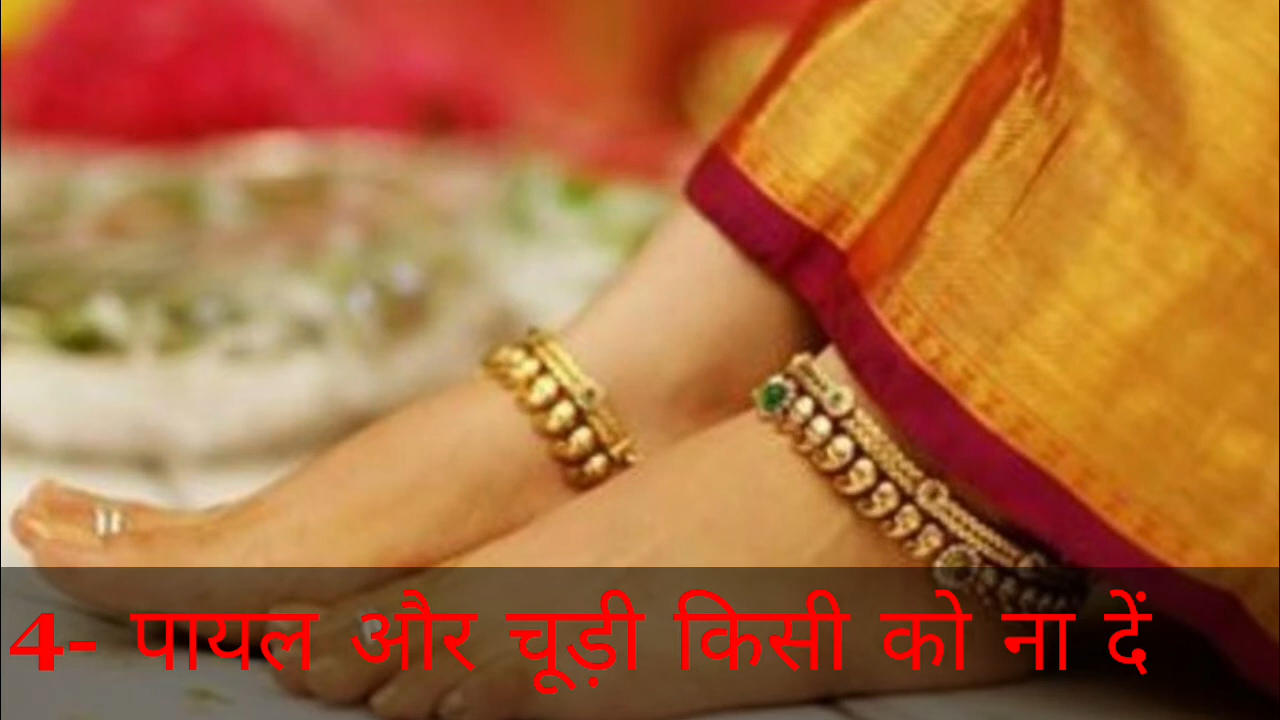 4- पायल और चूड़ी किसी को ना दें